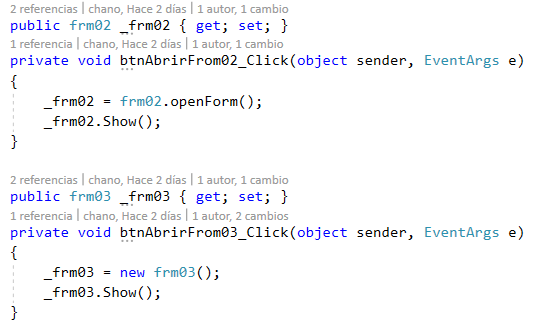 2 referencias | chano, Hace 2 días | 1 autor, 1 cambio
public frm02 _frm02 { get; set; }
1 referencia | chano, Hace 2 días | 1 autor, 1 cambio
private void btnAbrirFrom02_Click(object sender, EventArgs e)
{
_frm02 = frm02.openForm();
_frm02.Show();
}
2 referencias | chano, Hace 2 días | 1 autor, 1 cambio
public frm03 _frm03 { get; set; }
1 referencia | chano, Hace 2 días | 1 autor, 2 cambios
private void btnAbrirFrom03_Click(object sender, EventArgs e)
{
_frm03 = new frm03();
_frm03.Show();
}